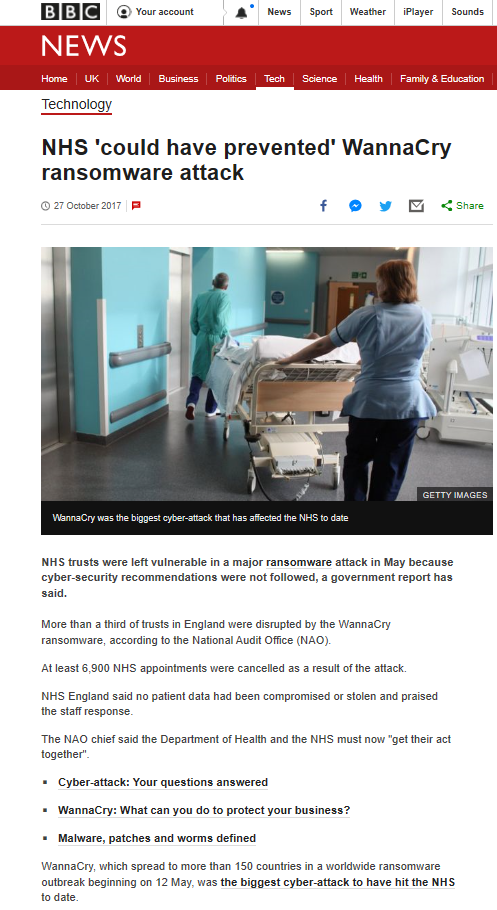 BBC
Your account
News
Sport
Weather
iPlayer
Sounds
NEWS
Home
UK
World
Business
Politics
Tech
Science
Health
Family & Education
Technology
NHS 'could have prevented' WannaCry
ransomware attack
27 October 2017
Share
GETTY IMAGES
WannaCry was the biggest cyber-attack that has affected the NHS to date
NHS trusts were left vulnerable in a major ransomware attack in May because
cyber-security recommendations were not followed, a government report has
said.
More than a third of trusts in England were disrupted by the WannaCry
ransomware, according to the National Audit Office (NAO).
At least 6,900 NHS appointments were cancelled as a result of the attack.
NHS England said no patient data had been compromised or stolen and praised
the staff response.
The NAO chief said the Department of Health and the NHS must now "get their act
together".
Cyber-attack: Your questions answered
WannaCry: What can you do to protect your business?
Malware, patches and worms defined
WannaCry, which spread to more than 150 countries in a worldwide ransomware
outbreak beginning on 12 May, was the biggest cyber-attack to have hit the NHS
to date.